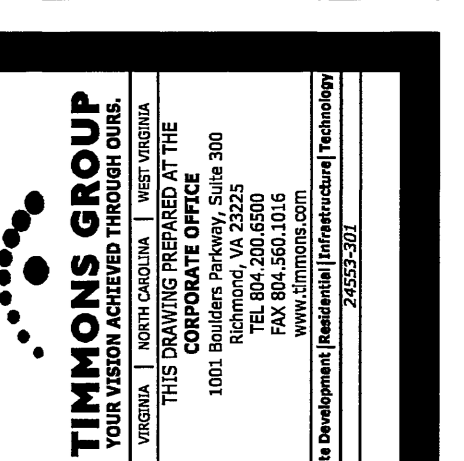 TIMMONS GROUP
YOUR VISION ACHIEVED THROUGH OURS.
VIRGINIA | NORTH CAROLINA | WEST VIRGINIA
THIS DRAWING PREPARED AT THE
CORPORATE OFFICE
1001 Boulders Parkway, Suite 300
Richmond, VA 23225
TEL 804.200.6500
FAX 804.560.1016
www.timmons.com
te Development | Residential | Infrastructure | Technology
24553-301